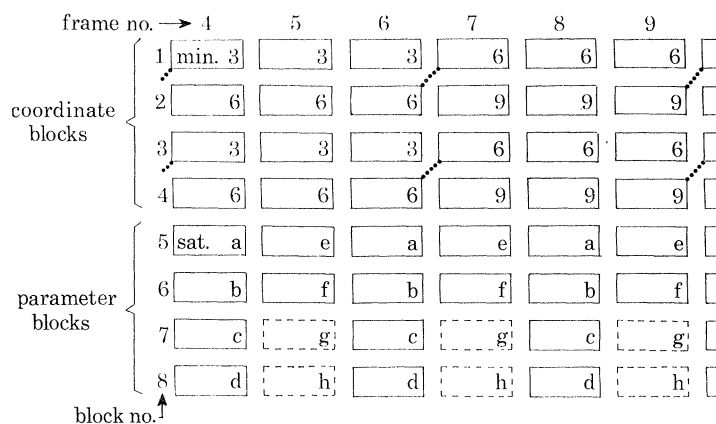 frame no. → 4 5 6 7 8 9
1 min. 3 3 3 6 6 6
2 6 6 6 9 9 9
coordinate blocks
3 3 3 3 6 6 6
4 6 6 6 9 9 9
5 sat. a e a e a e
6 b f b f b f
parameter blocks
7 c g c g c g
8 d h d h d h
block no.